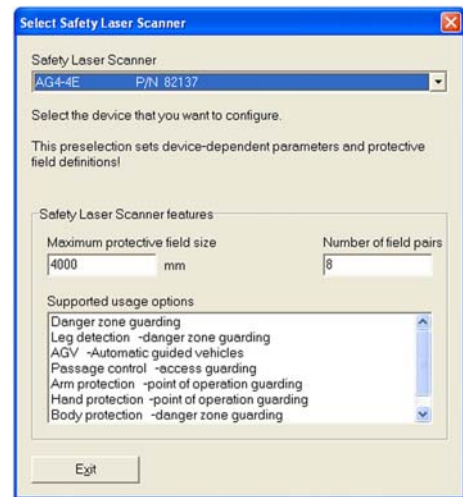 Select Safety Laser Scanner
Safety Laser Scanner
AG4-4E P/N 82137
Select the device that you want to configure.
This preselection sets device-dependent parameters and protective
field definitions!
Safety Laser Scanner features
Maximum protective field size
Number of field pairs
4000 mm
8
Supported usage options
Danger zone guarding
Leg detection -danger zone guarding
AGV -Automatic guided vehicles
Passage control -access guarding
Arm protection -point of operation guarding
Hand protection -point of operation guarding
Body protection -danger zone guarding
Exit